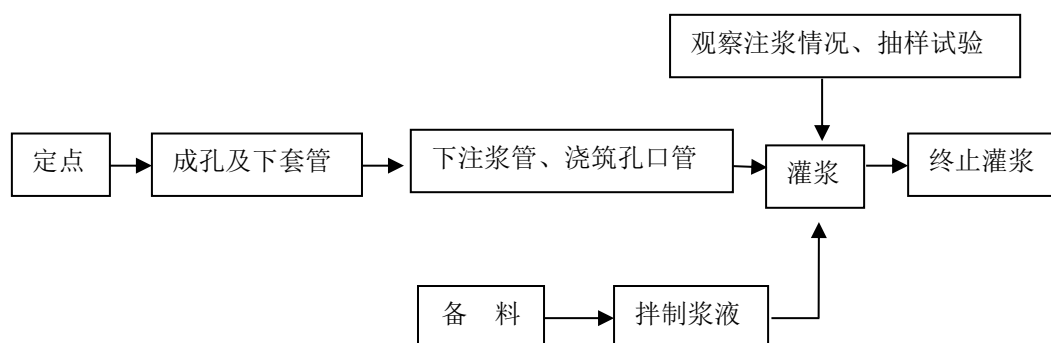 观察注浆情况、抽样试验
定点
成孔及下套管
下注浆管、浇筑孔口管
灌浆
终止灌浆
备 料
拌制浆液